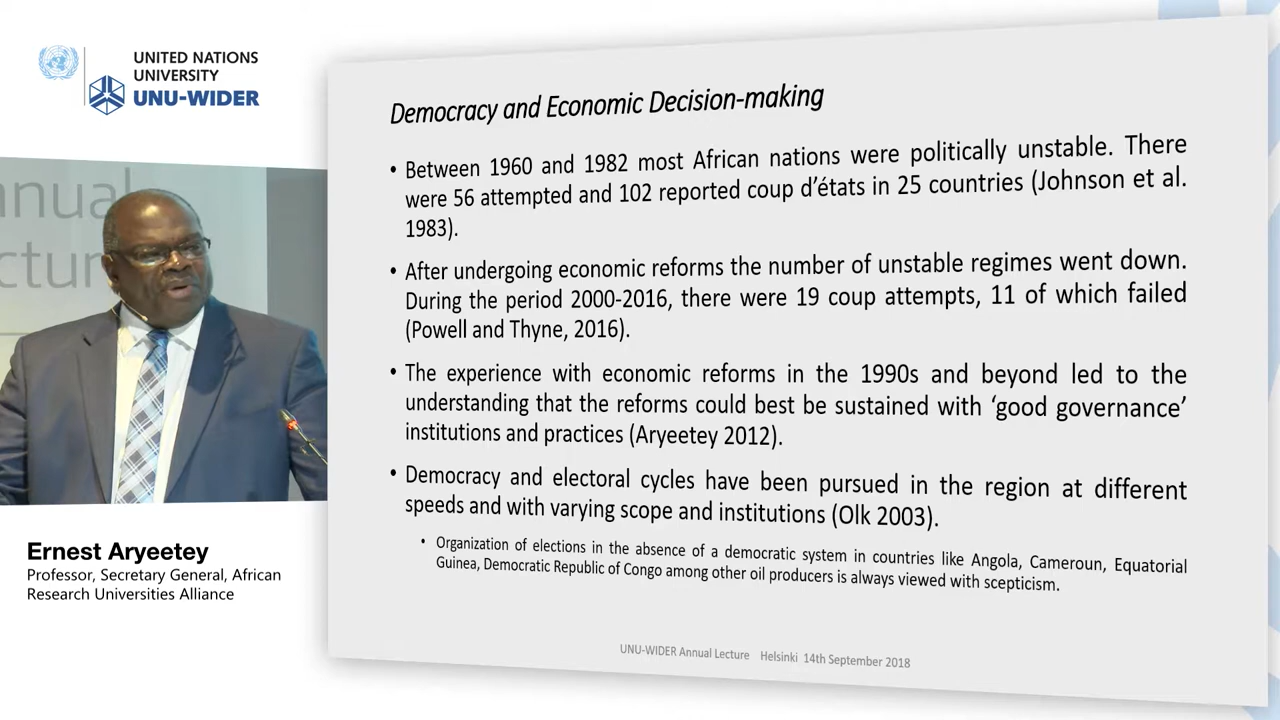 UNITED NATIONS
UNIVERSITY
UNU-WIDER
nnual
ctur
Ernest Aryeetey
Professor, Secretary General, African
Research Universities Alliance
Democracy and Economic Decision-making
• Between 1960 and 1982 most African nations were politically unstable. There
were 56 attempted and 102 reported coup d’états in 25 countries (Johnson et al.
1983).
• After undergoing economic reforms the number of unstable regimes went down.
During the period 2000-2016, there were 19 coup attempts, 11 of which failed
(Powell and Thyne, 2016).
• The experience with economic reforms in the 1990s and beyond led to the
understanding that the reforms could best be sustained with ‘good governance’
institutions and practices (Aryeetey 2012).
• Democracy and electoral cycles have been pursued in the region at different
speeds and with varying scope and institutions (Olk 2003).
• Organization of elections in the absence of a democratic system in countries like Angola, Cameroun, Equatorial
Guinea, Democratic Republic of Congo among other oil producers is always viewed with scepticism.
UNU-WIDER Annual Lecture Helsinki 14th September 2018